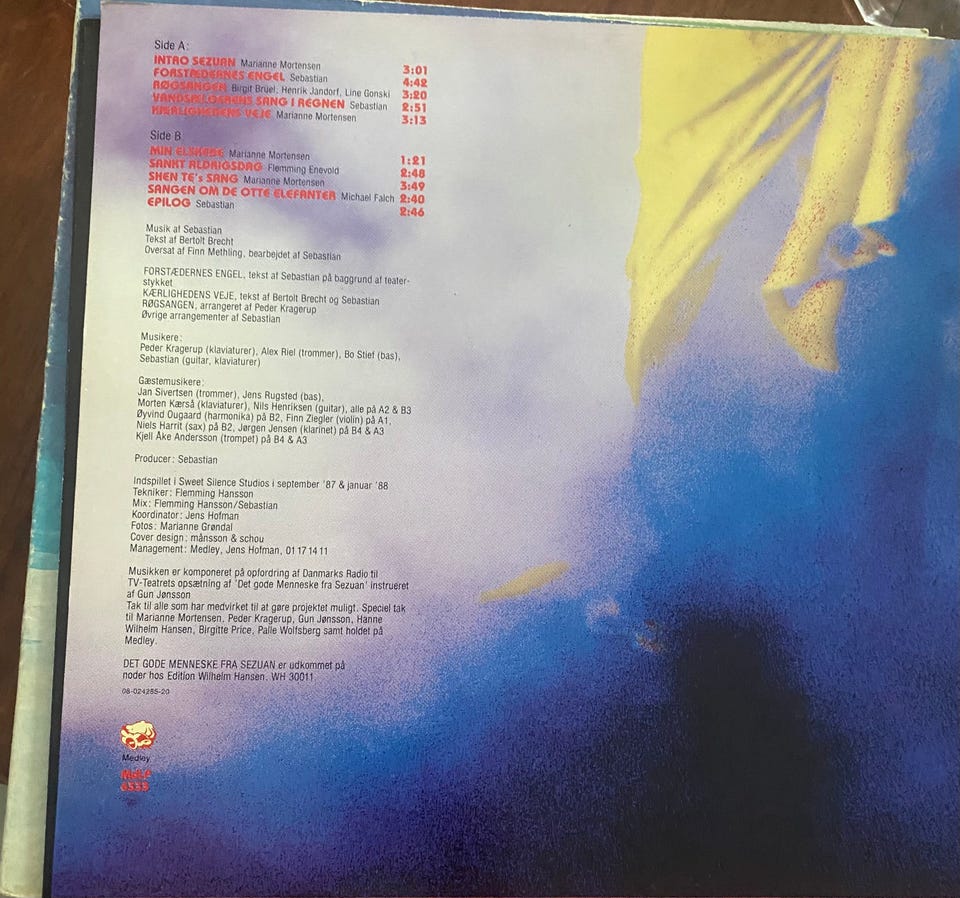 Side A:
INTRO SEZUAN Marianne Mortensen 3:01
FORSTÆDERNES ENGEL Sebastian 4:42
RØGSANGEN Birgit Brüel, Henrik Jandorf, Line Gonski 3:20
VANDSÆLGERENS SANG I REGNEN Sebastian 2:51
KÆRLIGHEDENS VEJE Marianne Mortensen 3:13
Side B:
MIN ELSKEDE Marianne Mortensen 1:21
SANKT ALDRIGSDAG Flemming Enevold 2:48
SHEN TE's SANG Marianne Mortensen 3:49
SANGEN OM DE OTTE ELEFANTER Michael Falch 2:40
EPILOG Sebastian 2:46
Musik af Sebastian
Tekst af Bertolt Brecht
Oversat af Finn Methling, bearbejdet af Sebastian
FORSTÆDERNES ENGEL, tekst af Sebastian på baggrund af teater-
stykket
KÆRLIGHEDENS VEJE, tekst af Bertolt Brecht og Sebastian
RØGSANGEN, arrangeret af Peder Kragerup
Øvrige arrangementer af Sebastian
Musikere:
Peder Kragerup (klaviaturer), Alex Riel (trommer), Bo Stief (bas),
Sebastian (guitar, klaviaturer)
Gæstemusikere:
Jan Sivertsen (trommer), Jens Rugsted (bas),
Morten Kærså (klaviaturer), Nils Henriksen (guitar), alle på A2 & B3
Øyvind Ougaard (harmonika) på B2, Finn Ziegler (violin) på A1,
Niels Harrit (sax) på B2, Jørgen Jensen (klarinet) på B4 & A3
Kjell Åke Andersson (trompet) på B4 & A3
Producer: Sebastian
Indspillet i Sweet Silence Studios i september '87 & januar '88
Tekniker: Flemming Hansson
Mix: Flemming Hansson/Sebastian
Koordinator: Jens Hofman
Fotos: Marianne Grøndal
Cover design: månsson & schou
Management: Medley, Jens Hofman, 01 17 14 11
Musikken er komponeret på opfordring af Danmarks Radio til
TV-Teatrets opsætning af 'Det gode Menneske fra Sezuan' instrueret
af Gun Jønsson
Tak til alle som har medvirket til at gøre projektet muligt. Speciel tak
til Marianne Mortensen, Peder Kragerup, Gun Jønsson, Hanne
Wilhelm Hansen, Birgitte Price, Palle Wolfsberg samt holdet på
Medley.
DET GODE MENNESKE FRA SEZUAN er udkommet på
noder hos Edition Wilhelm Hansen, WH 30011
08-024255-20
Medley
MdLP
6333